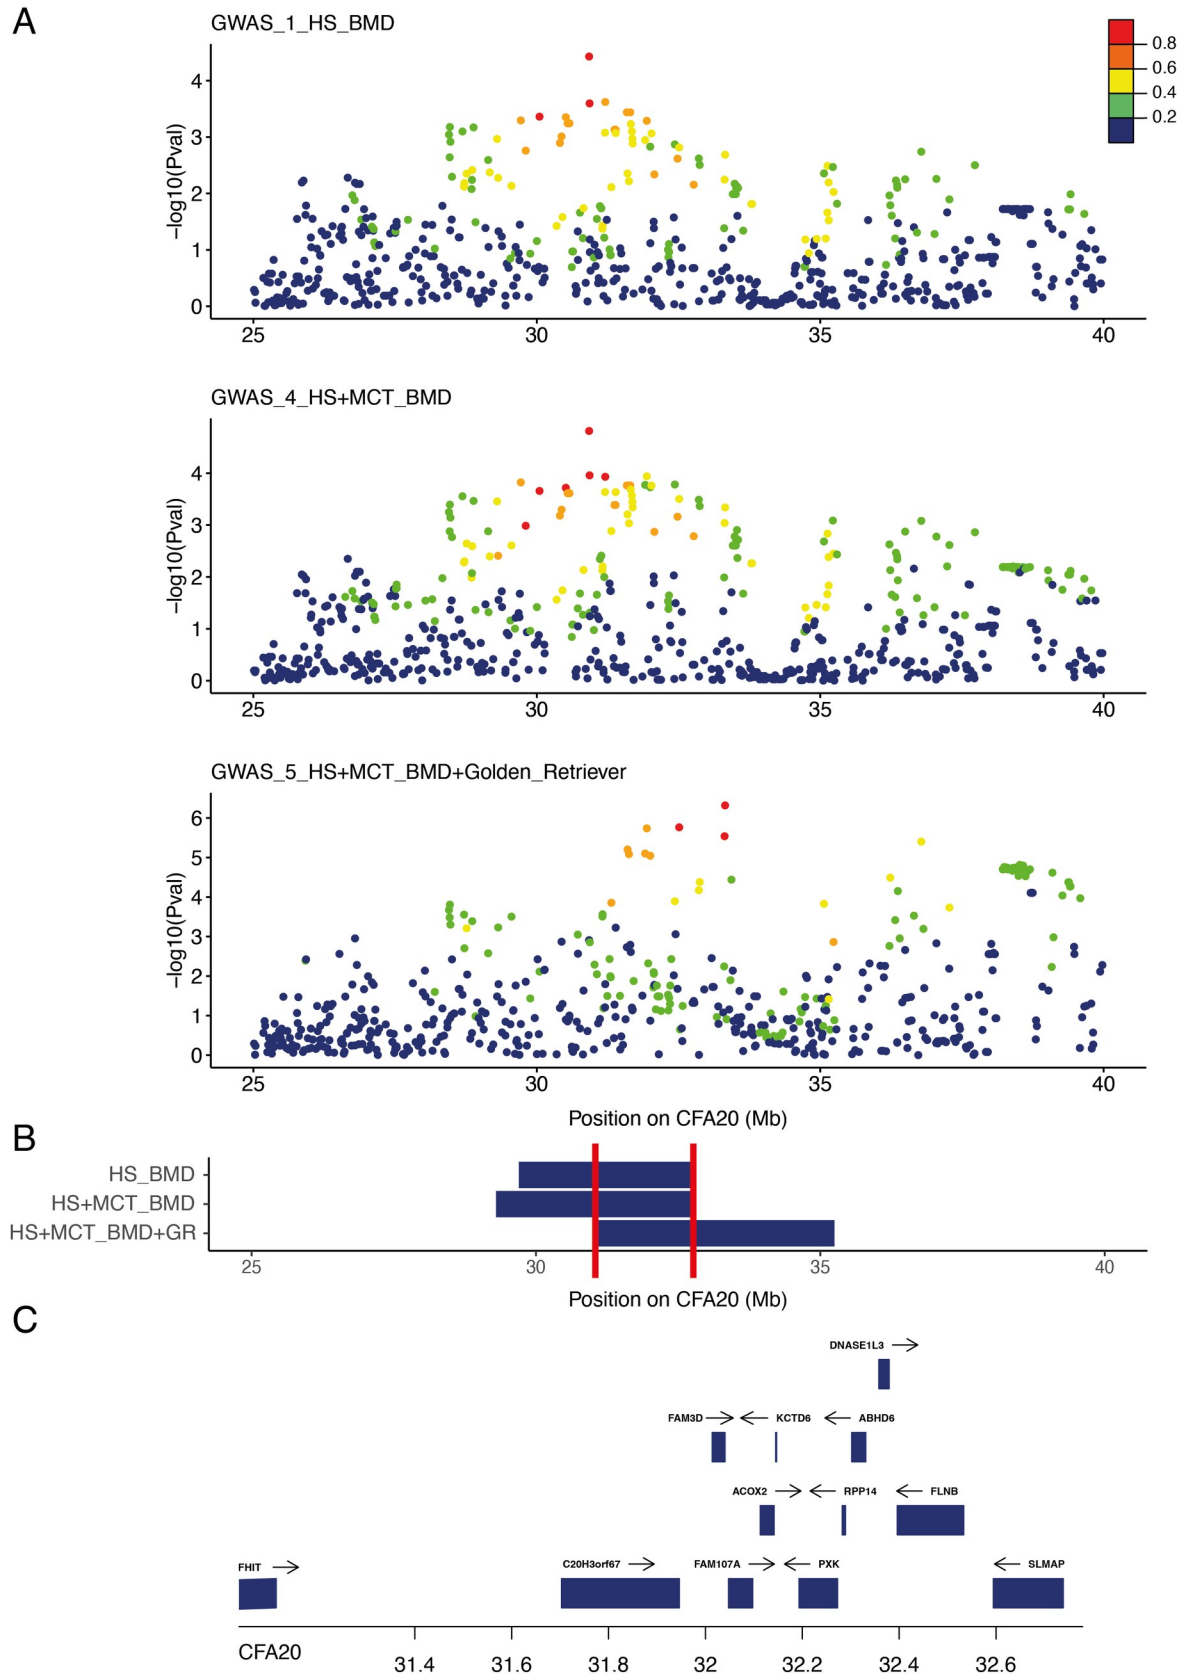 A
GWAS_1_HS_BMD
0.8
0.6
0.4
0.2
4
3
2
1
0
−log10(Pval)
25 30 35 40
GWAS_4_HS+MCT_BMD
4
3
2
1
0
−log10(Pval)
25 30 35 40
GWAS_5_HS+MCT_BMD+Golden_Retriever
6
5
4
3
2
1
0
−log10(Pval)
25 30 35 40
Position on CFA20 (Mb)
B
HS_BMD
HS+MCT_BMD
HS+MCT_BMD+GR
25 30 35 40
Position on CFA20 (Mb)
C
DNASE1L3
FAM3D KCTD6 ABHD6
ACOX2 RPP14 FLNB
FHIT C20H3orf67 FAM107A PXK SLMAP
CFA20
31.4 31.6 31.8 32 32.2 32.4 32.6